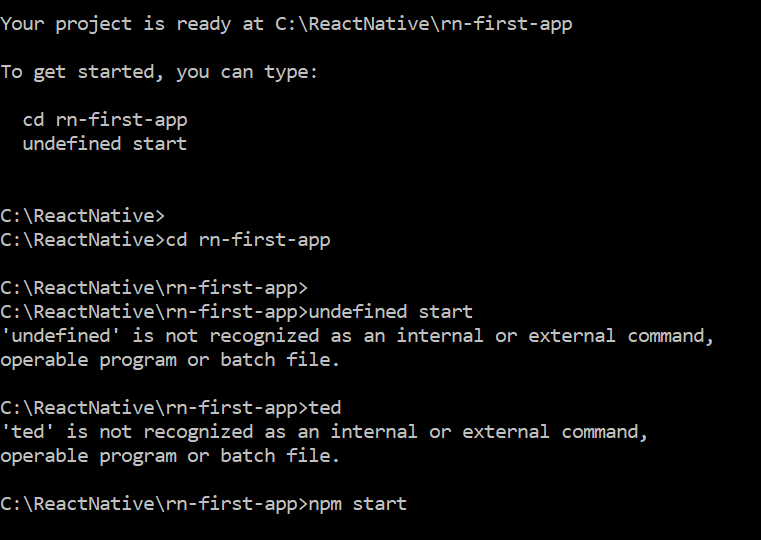 Your project is ready at C:\ReactNative\rn-first-app
To get started, you can type:
cd rn-first-app
undefined start
C:\ReactNative>
C:\ReactNative>cd rn-first-app
C:\ReactNative\rn-first-app>
C:\ReactNative\rn-first-app>undefined start
'undefined' is not recognized as an internal or external command,
operable program or batch file.
C:\ReactNative\rn-first-app>ted
'ted' is not recognized as an internal or external command,
operable program or batch file.
C:\ReactNative\rn-first-app>npm start